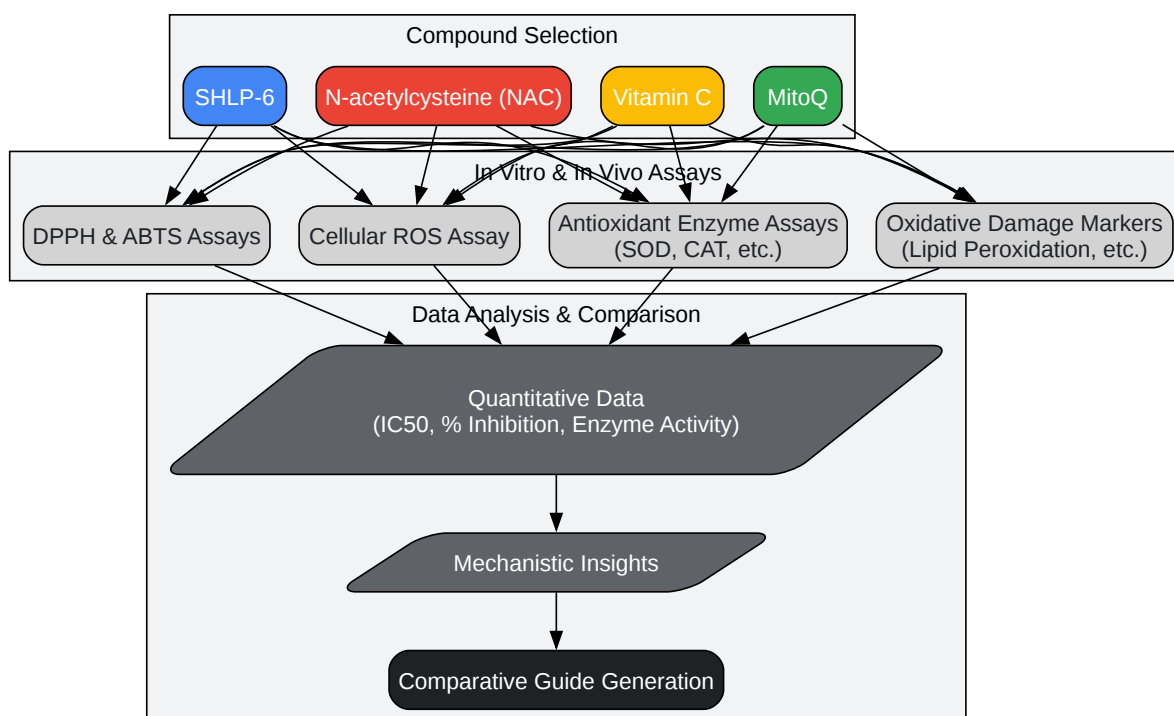 Compound Selection
SHLP-6
N-acetylcysteine (NAC)
Vitamin C
MitoQ
In Vitro & In Vivo Assays
DPPH & ABTS Assays
Cellular ROS Assay
Antioxidant Enzyme Assays
(SOD, CAT, etc.)
Oxidative Damage Markers
(Lipid Peroxidation, etc.)
Data Analysis & Comparison
Quantitative Data
(IC50, % Inhibition, Enzyme Activity)
Mechanistic Insights
Comparative Guide Generation